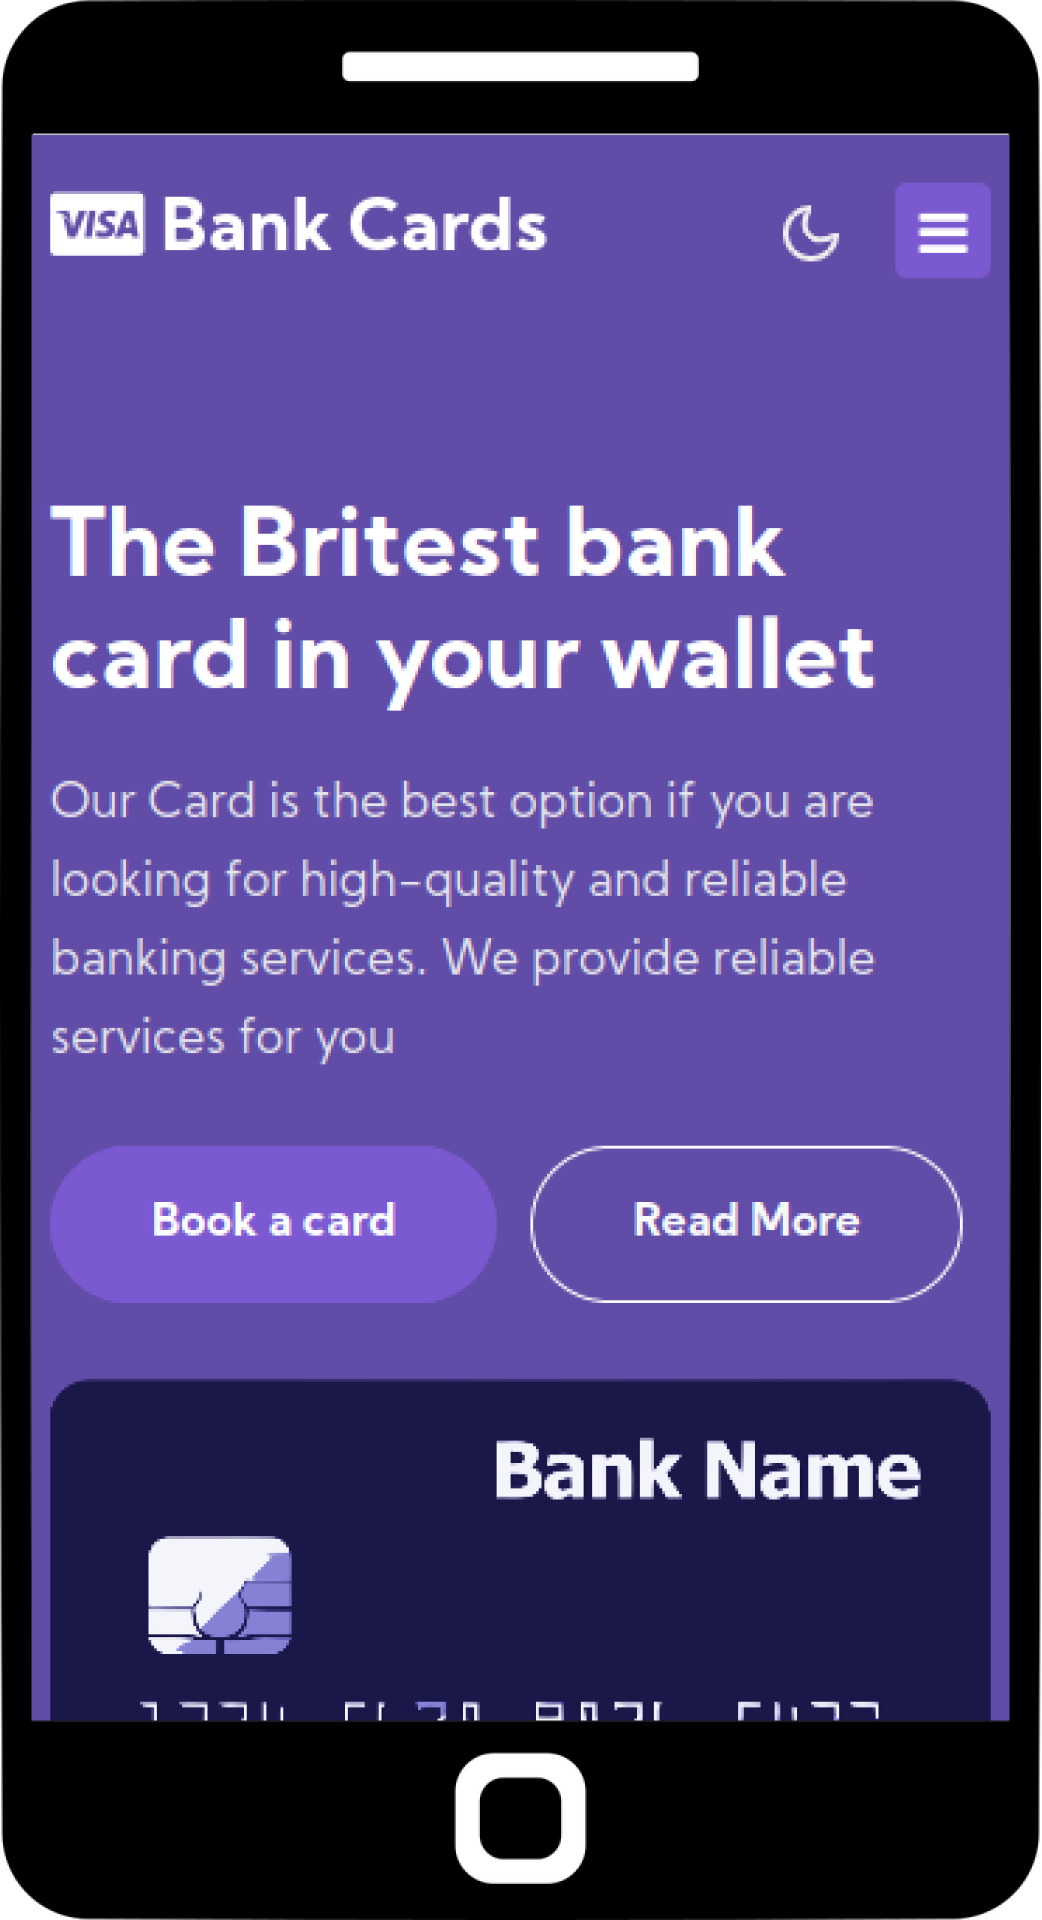 VISA Bank Cards
The Britest bank
card in your wallet
Our Card is the best option if you are
looking for high-quality and reliable
banking services. We provide reliable
services for you
Book a card Read More
Bank Name